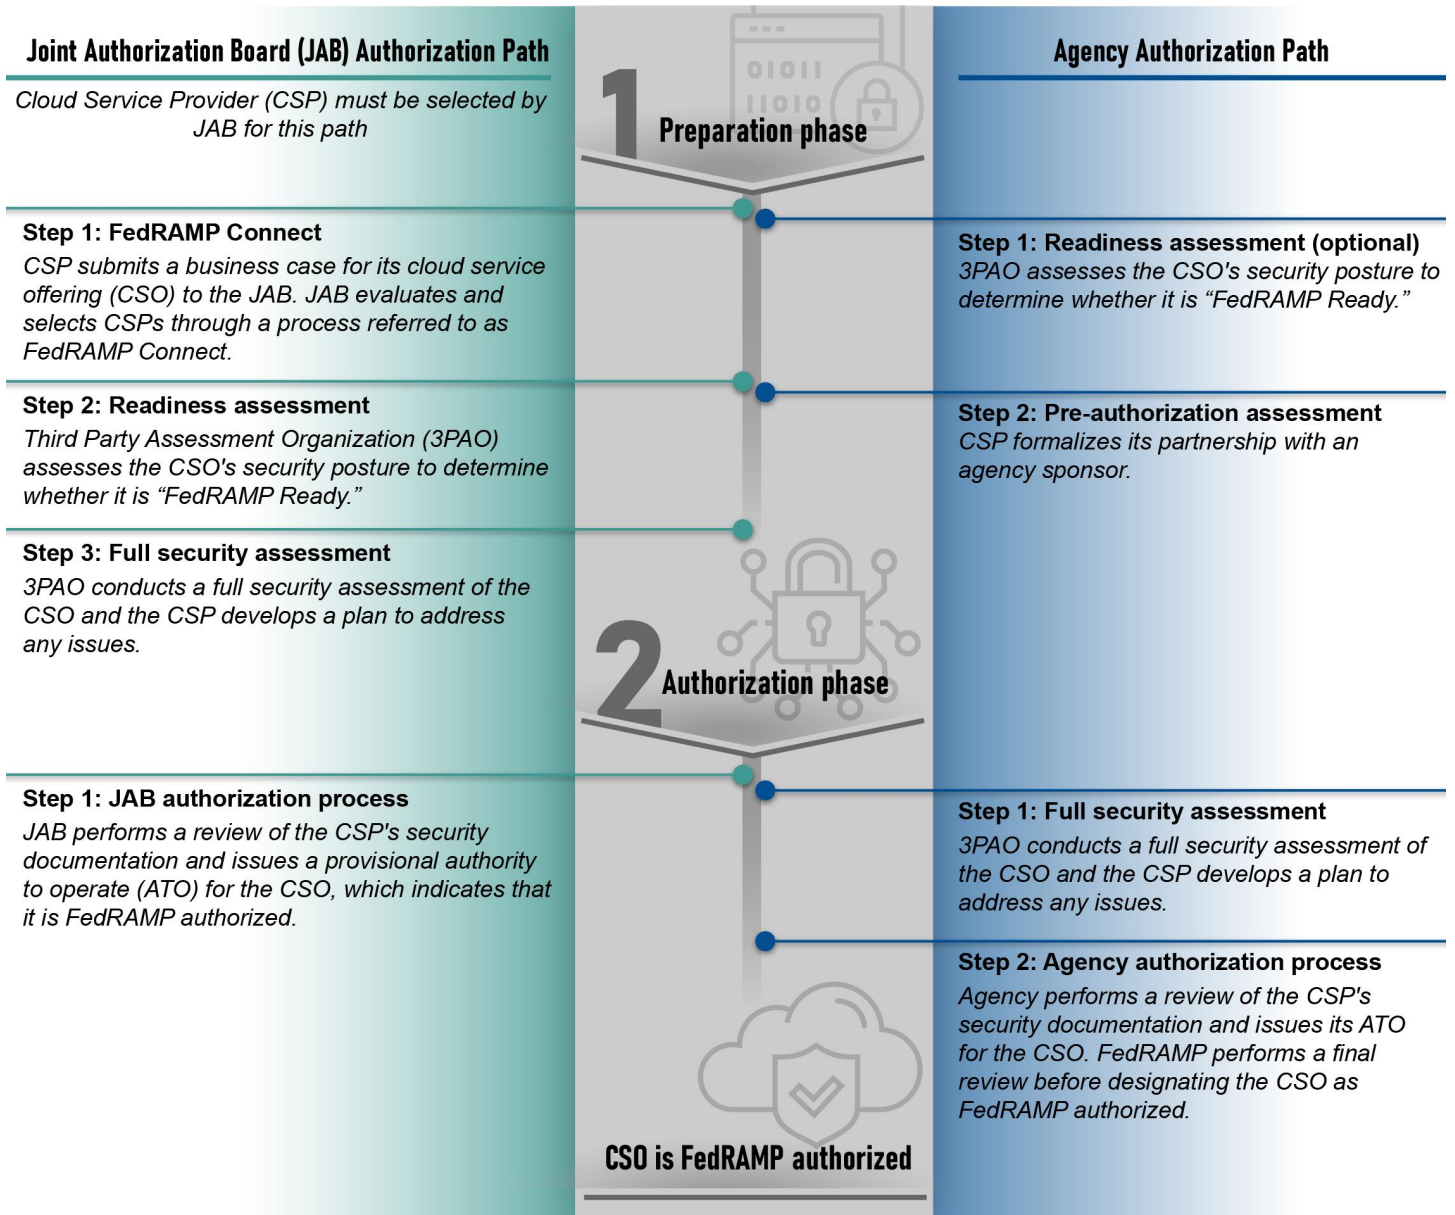 Joint Authorization Board (JAB) Authorization Path
Cloud Service Provider (CSP) must be selected by
JAB for this path
01011
11010
1
Preparation phase
Agency Authorization Path
Step 1: FedRAMP Connect
CSP submits a business case for its cloud service
offering (CSO) to the JAB. JAB evaluates and
selects CSPs through a process referred to as
FedRAMP Connect.
Step 2: Readiness assessment
Third Party Assessment Organization (3PAO)
assesses the CSO's security posture to determine
whether it is “FedRAMP Ready.”
Step 3: Full security assessment
3PAO conducts a full security assessment of the
CSO and the CSP develops a plan to address
any issues.
Step 1: Readiness assessment (optional)
3PAO assesses the CSO's security posture to
determine whether it is “FedRAMP Ready.”
Step 2: Pre-authorization assessment
CSP formalizes its partnership with an
agency sponsor.
2
Authorization phase
Step 1: JAB authorization process
JAB performs a review of the CSP's security
documentation and issues a provisional authority
to operate (ATO) for the CSO, which indicates that
it is FedRAMP authorized.
Step 1: Full security assessment
3PAO conducts a full security assessment of
the CSO and the CSP develops a plan to
address any issues.
Step 2: Agency authorization process
Agency performs a review of the CSP's
security documentation and issues its ATO
for the CSO. FedRAMP performs a final
review before designating the CSO as
FedRAMP authorized.
CSO is FedRAMP authorized